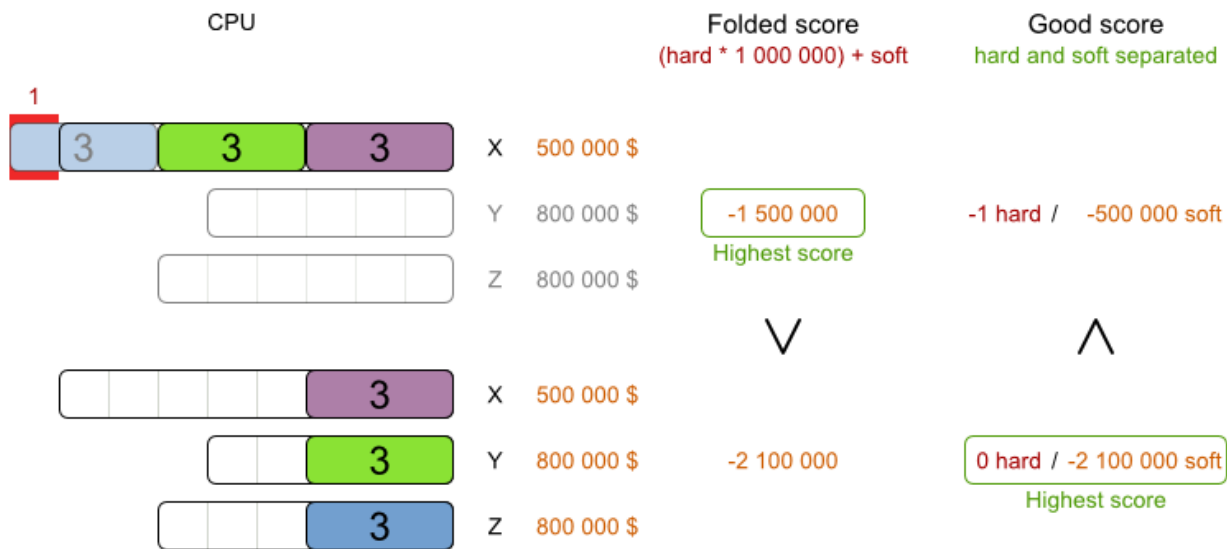 CPU Folded score Good score
(hard * 1 000 000) + soft hard and soft separated
1
3 3 3 X 500 000 $
Y 800 000 $ -1 500 000 -1 hard / -500 000 soft
Highest score
Z 800 000 $
3 X 500 000 $
3 Y 800 000 $ -2 100 000 0 hard / -2 100 000 soft
Highest score
3 Z 800 000 $